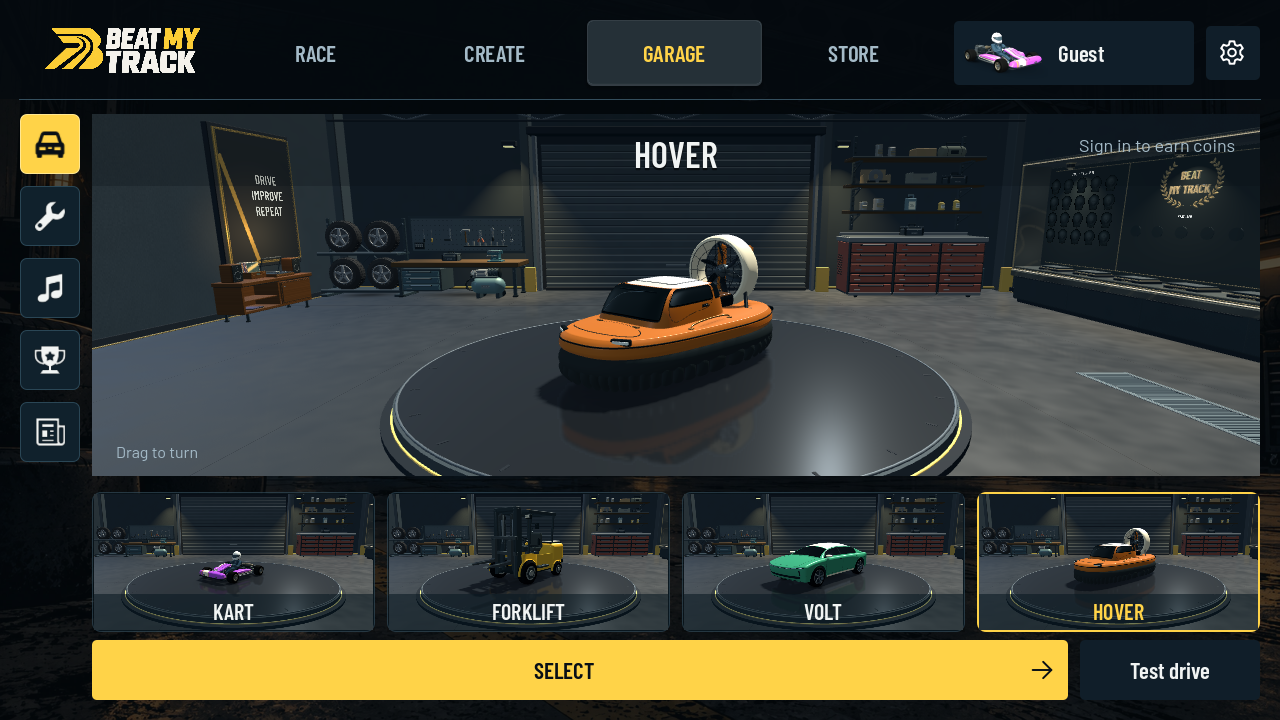 BEAT MY TRACK
RACE
CREATE
GARAGE
STORE
Guest
HOVER
Sign in to earn coins
DRIVE
IMPROVE
REPEAT
BEAT
MY TRACK
Drag to turn
KART
FORKLIFT
VOLT
HOVER
SELECT
Test drive